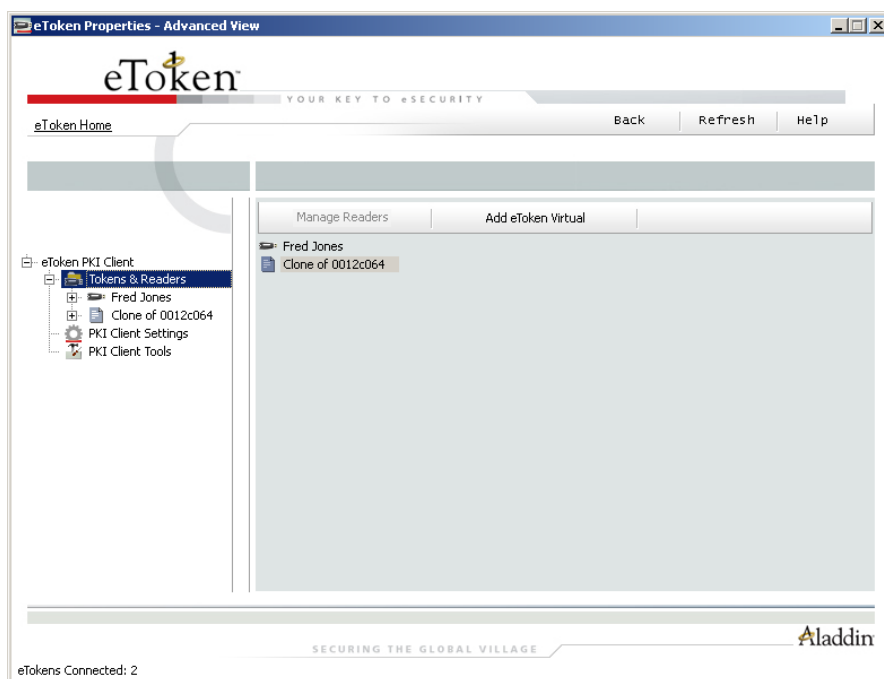 eToken Properties - Advanced View
eToken™
YOUR KEY TO eSECURITY
eToken Home
Back Refresh Help
Manage Readers Add eToken Virtual
Fred Jones
Clone of 0012c064
eToken PKI Client
Tokens & Readers
Fred Jones
Clone of 0012c064
PKI Client Settings
PKI Client Tools
Aladdin
SECURING THE GLOBAL VILLAGE
eTokens Connected: 2